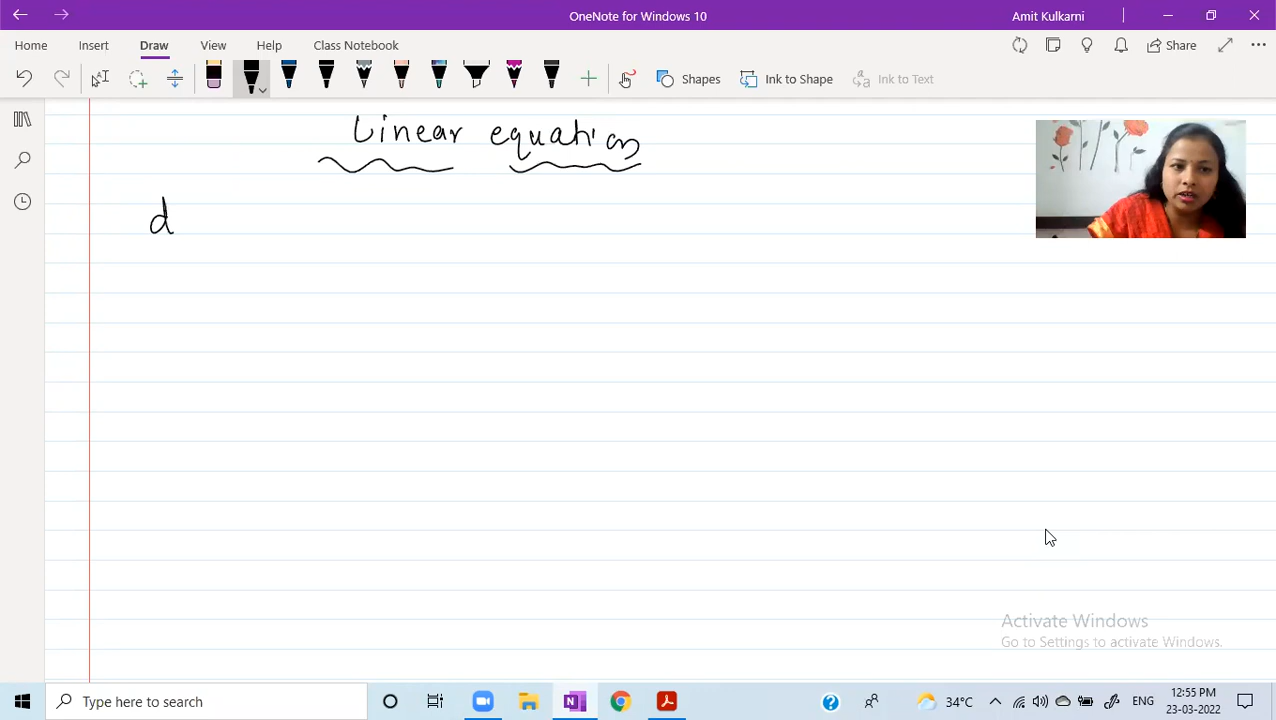 OneNote for Windows 10
Amit Kulkarni
Home Insert Draw View Help Class Notebook
Share
Shapes Ink to Shape Ink to Text
Linear equation
d
Activate Windows
Go to Settings to activate Windows.
Type here to search
34°C
ENG
12:55 PM
23-03-2022